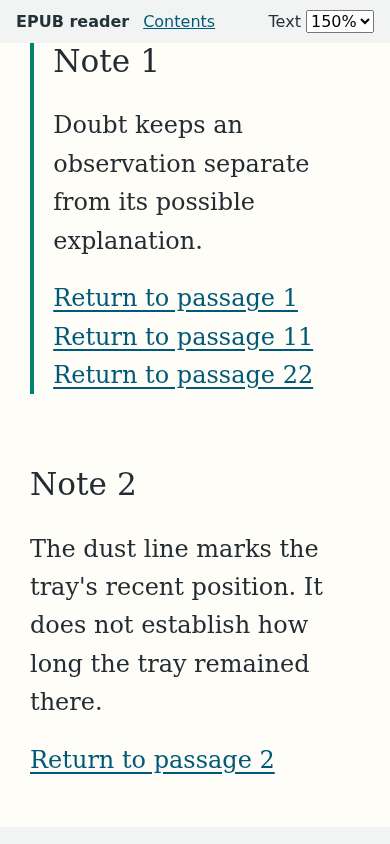 EPUB reader Contents Text 150%
Note 1
Doubt keeps an
observation separate
from its possible
explanation.
Return to passage 1
Return to passage 11
Return to passage 22
Note 2
The dust line marks the
tray's recent position. It
does not establish how
long the tray remained
there.
Return to passage 2